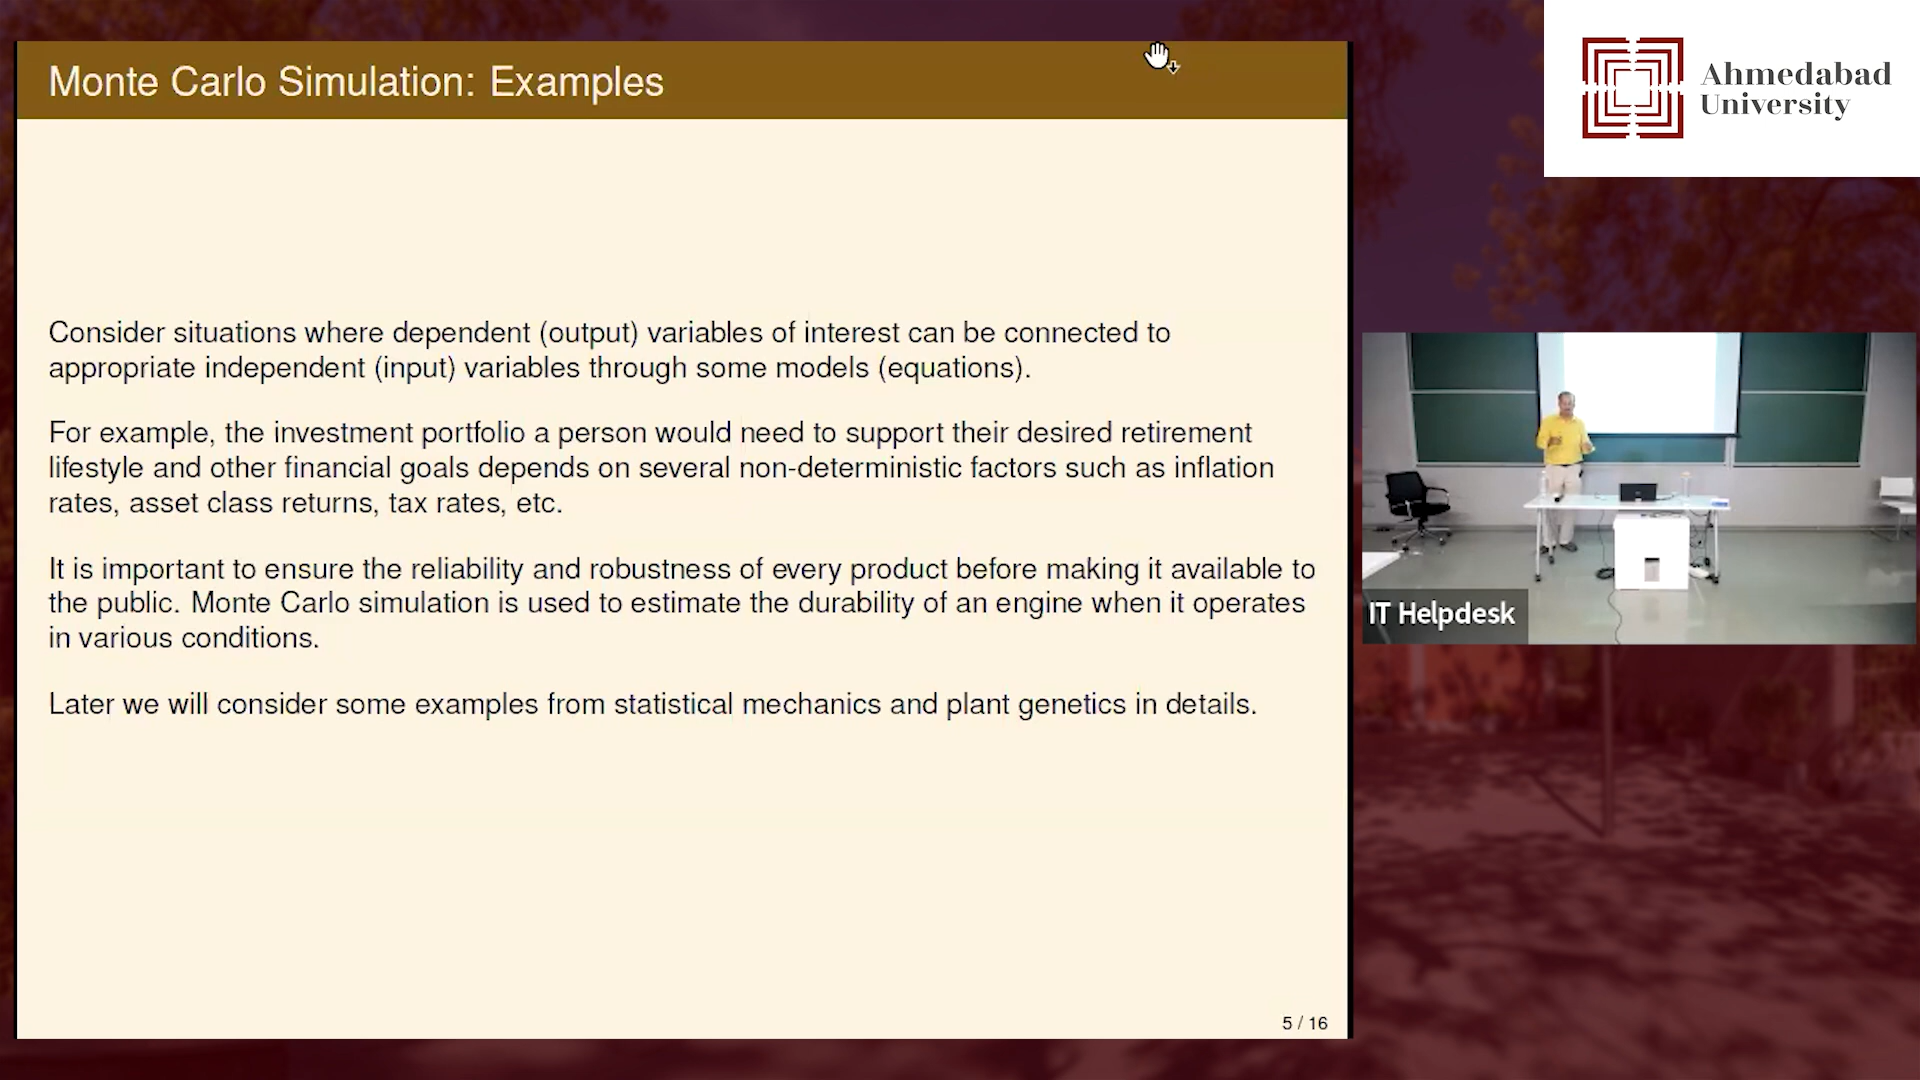 Monte Carlo Simulation: Examples
Consider situations where dependent (output) variables of interest can be connected to
appropriate independent (input) variables through some models (equations).
For example, the investment portfolio a person would need to support their desired retirement
lifestyle and other financial goals depends on several non-deterministic factors such as inflation
rates, asset class returns, tax rates, etc.
It is important to ensure the reliability and robustness of every product before making it available to
the public. Monte Carlo simulation is used to estimate the durability of an engine when it operates
in various conditions.
Later we will consider some examples from statistical mechanics and plant genetics in details.
5 / 16
Ahmedabad
University
IT Helpdesk